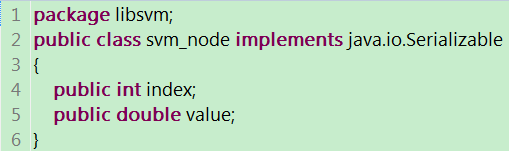 1 package libsvm;
2 public class svm_node implements java.io.Serializable
3 {
4     public int index;
5     public double value;
6 }